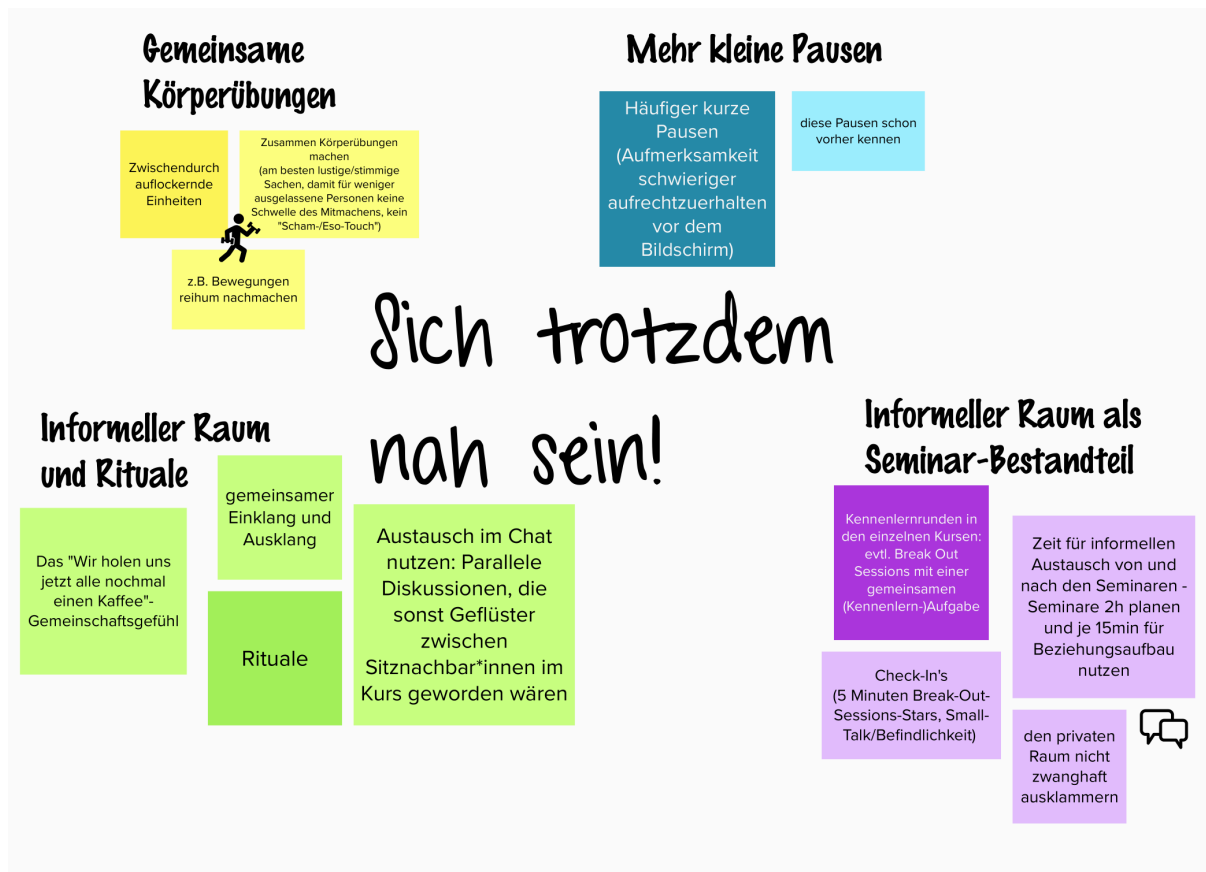 Gemeinsame
Körperübungen
Zwischendurch
auflockernde
Einheiten
Zusammen Körperübungen
machen
(am besten lustige/stimmige
Sachen, damit für weniger
ausgelassene Personen keine
Schwelle des Mitmachens, kein
"Scham-/Eso-Touch")
z.B. Bewegungen
reihum nachmachen
Mehr kleine Pausen
Häufiger kurze
Pausen
(Aufmerksamkeit
schwieriger
aufrechtzuerhalten
vor dem
Bildschirm)
diese Pausen schon
vorher kennen
Sich trotzdem
nah sein!
Informeller Raum
und Rituale
Das "Wir holen uns
jetzt alle nochmal
einen Kaffee"-
Gemeinschaftsgefühl
gemeinsamer
Einklang und
Ausklang
Rituale
Austausch im Chat
nutzen: Parallele
Diskussionen, die
sonst Geflüster
zwischen
Sitznachbar*innen im
Kurs geworden wären
Informeller Raum als
Seminar-Bestandteil
Kennenlernrunden in
den einzelnen Kursen:
evtl. Break Out
Sessions mit einer
gemeinsamen
(Kennenlern-)Aufgabe
Zeit für informellen
Austausch von und
nach den Seminaren -
Seminare 2h planen
und je 15min für
Beziehungsaufbau
nutzen
Check-In's
(5 Minuten Break-Out-
Sessions-Stars, Small-
Talk/Befindlichkeit)
den privaten
Raum nicht
zwanghaft
ausklammern